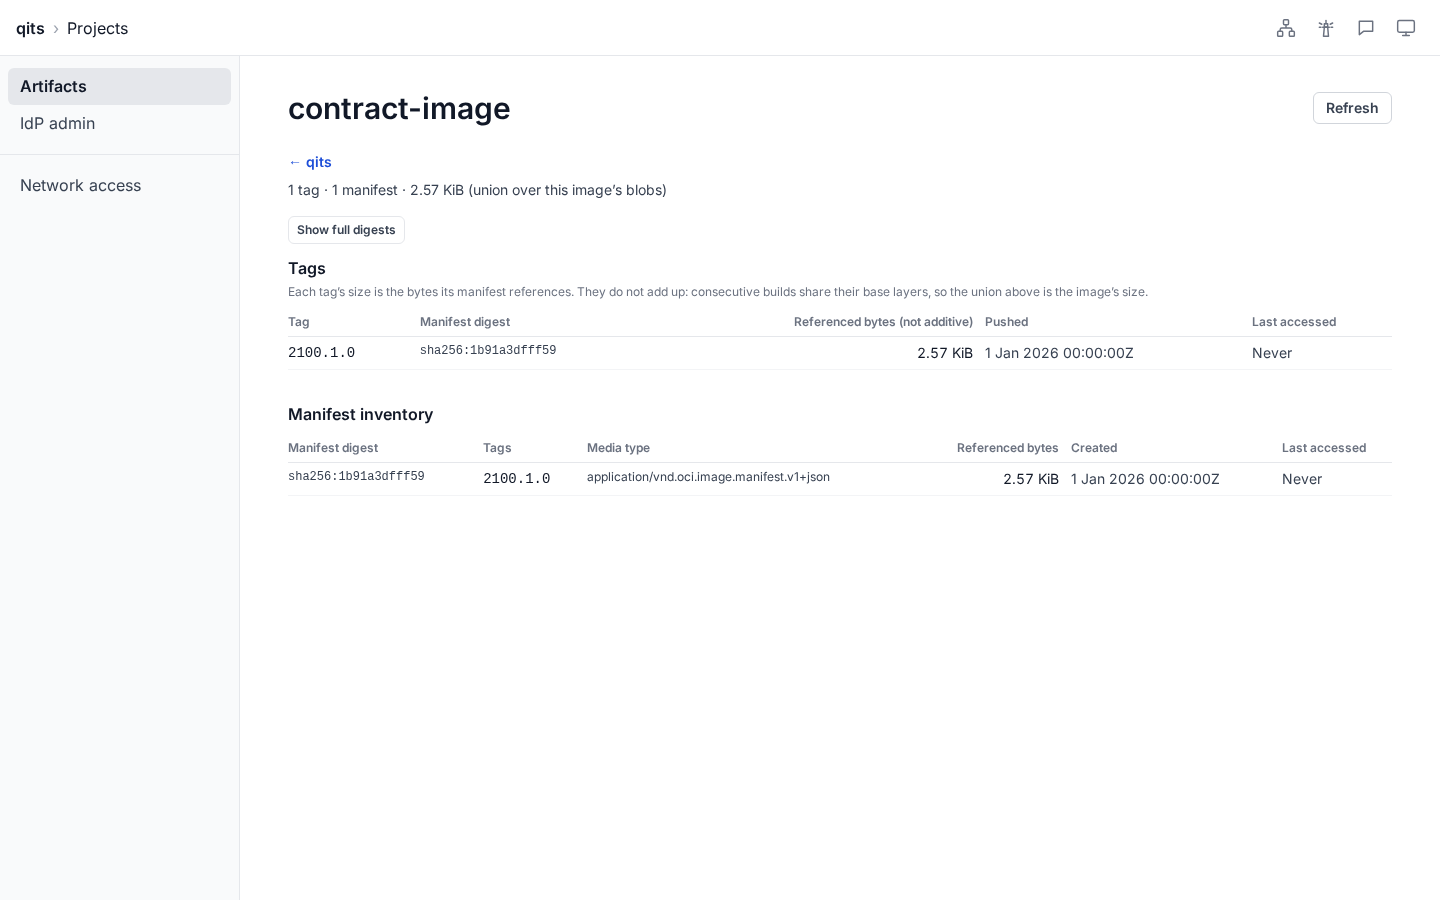 qits › Projects
Artifacts
IdP admin
Network access
contract-image
Refresh
← qits
1 tag · 1 manifest · 2.57 KiB (union over this image’s blobs)
Show full digests
Tags
Each tag’s size is the bytes its manifest references. They do not add up: consecutive builds share their base layers, so the union above is the image’s size.
Tag Manifest digest Referenced bytes (not additive) Pushed Last accessed
2100.1.0 sha256:1b91a3dfff59 2.57 KiB 1 Jan 2026 00:00:00Z Never
Manifest inventory
Manifest digest Tags Media type Referenced bytes Created Last accessed
sha256:1b91a3dfff59 2100.1.0 application/vnd.oci.image.manifest.v1+json 2.57 KiB 1 Jan 2026 00:00:00Z Never